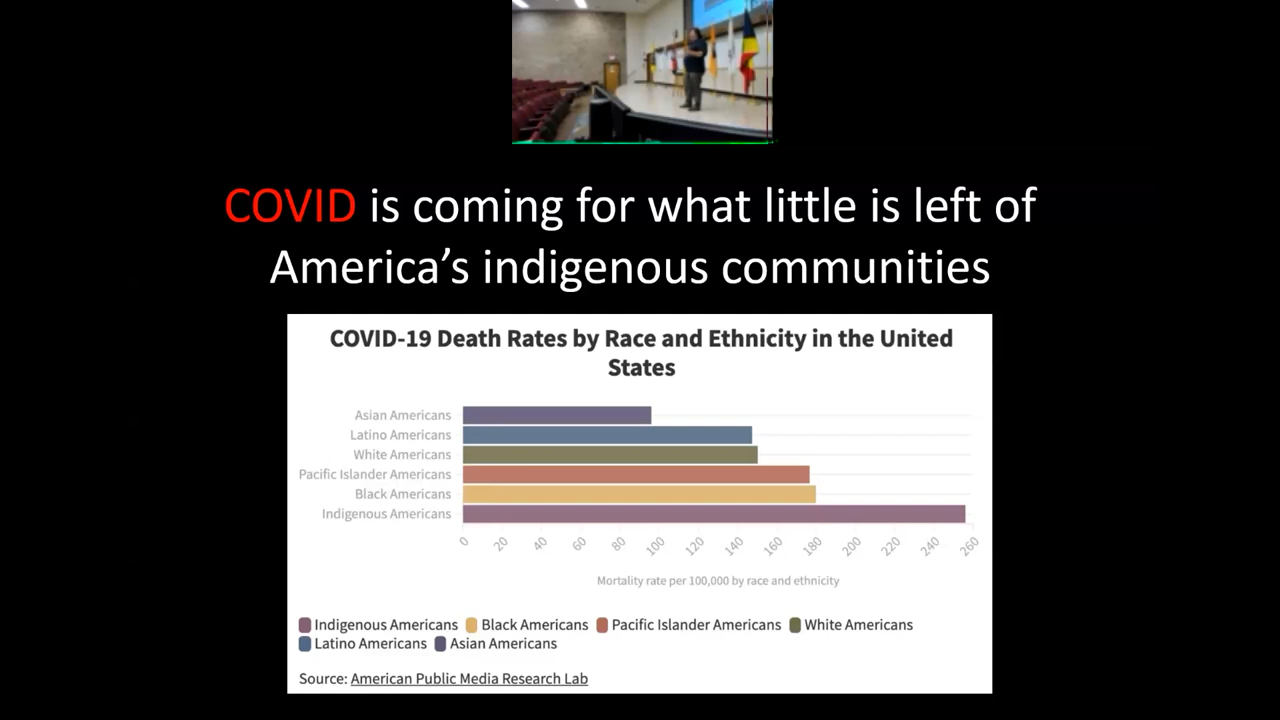 COVID is coming for what little is left of
America’s indigenous communities
COVID-19 Death Rates by Race and Ethnicity in the United
States
Asian Americans
Latino Americans
White Americans
Pacific Islander Americans
Black Americans
Indigenous Americans
0 20 40 60 80 100 120 140 160 180 200 220 240 260
Mortality rate per 100,000 by race and ethnicity
Indigenous Americans Black Americans Pacific Islander Americans White Americans
Latino Americans Asian Americans
Source: American Public Media Research Lab